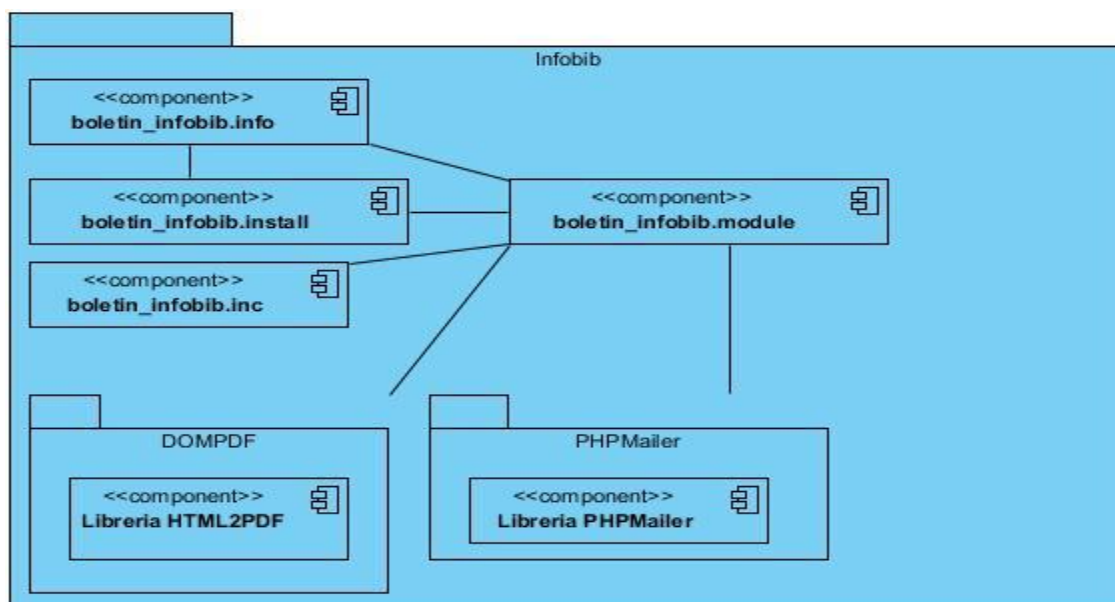 Infobib
<<component>>
boletin_infobib.info
<<component>>
boletin_infobib.install
<<component>>
boletin_infobib.module
<<component>>
boletin_infobib.inc
DOMPDF
<<component>>
Libreria HTML2PDF
PHPMailer
<<component>>
Libreria PHPMailer